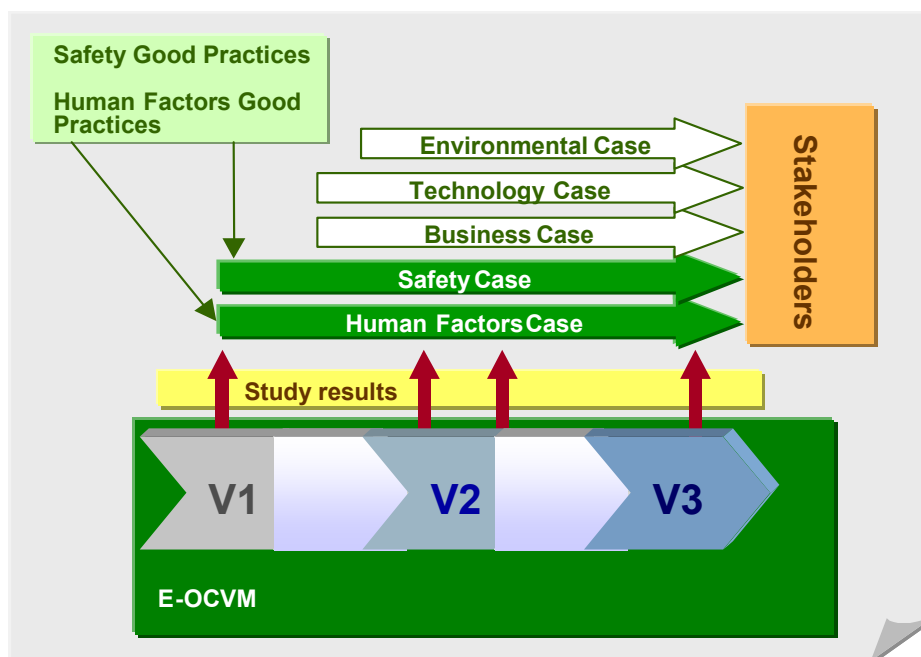 Safety Good Practices
Human Factors Good
Practices
Environmental Case
Technology Case
Business Case
Safety Case
Human Factors Case
Stakeholders
Study results
V1
V2
V3
E-OCVM